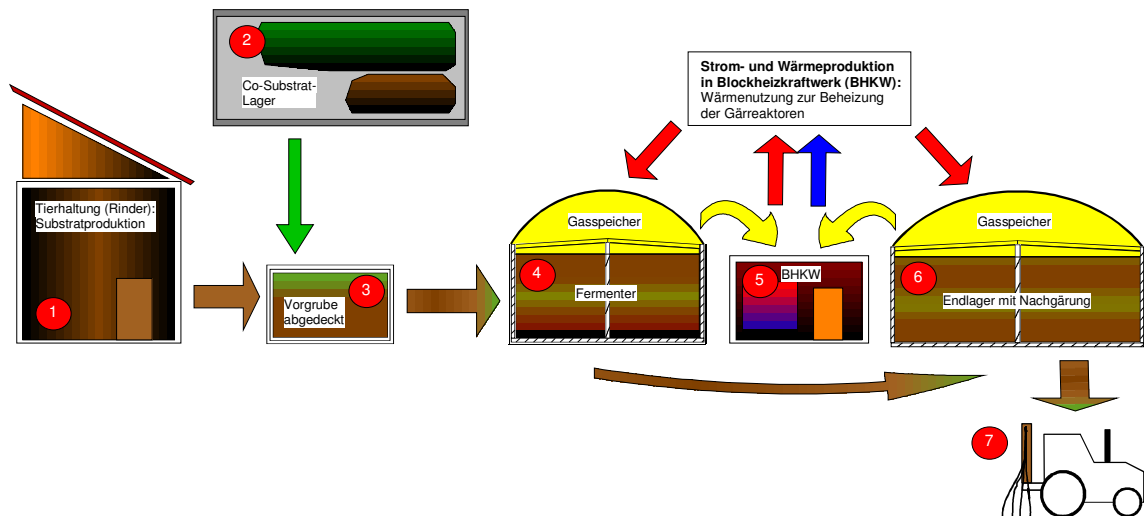 2
Co-Substrat-
Lager
Strom- und Wärmeproduktion
in Blockheizkraftwerk (BHKW):
Wärmenutzung zur Beheizung
der Gärreaktoren
Tierhaltung (Rinder):
Substratproduktion
1
3
Vorgrube
abgedeckt
Gasspeicher
4
Fermenter
5
BHKW
Gasspeicher
6
Endlager mit Nachgärung
7